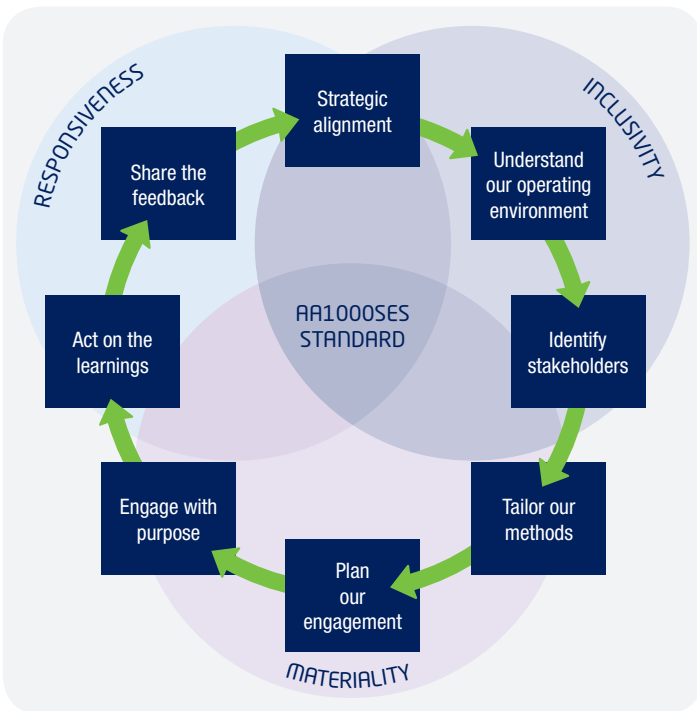 RESPONSIVENESS
INCLUSIVITY
Strategic
alignment
Understand
our operating
environment
Identify
stakeholders
Tailor our
methods
Plan
our
engagement
Engage with
purpose
Act on the
learnings
Share the
feedback
AA1000SES
STANDARD
MATERIALITY